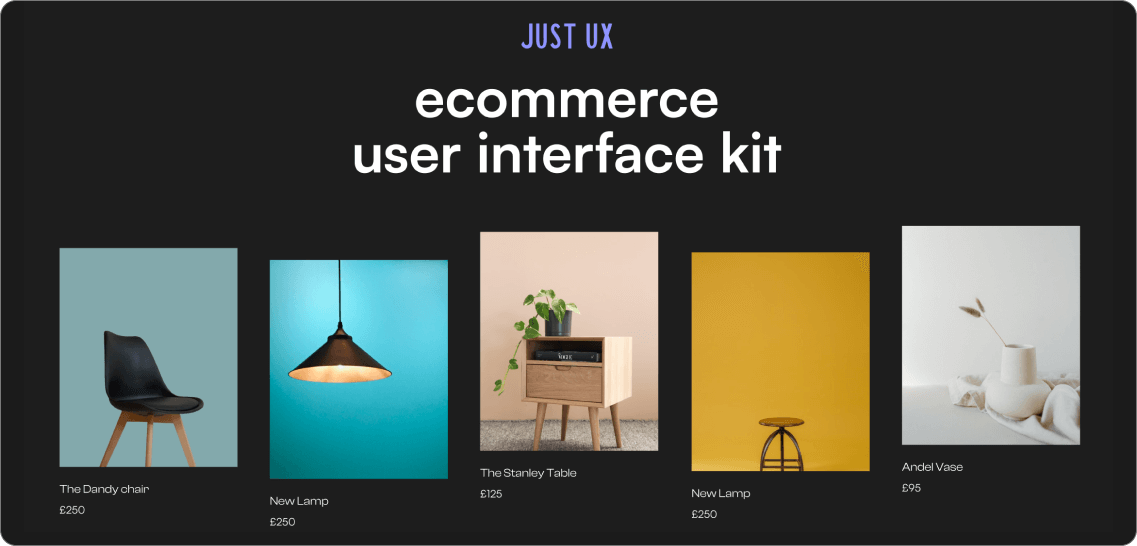 JUST UX
ecommerce
user interface kit
VOGUE
The Dandy chair
£250
New Lamp
£250
The Stanley Table
£125
New Lamp
£250
Andel Vase
£95